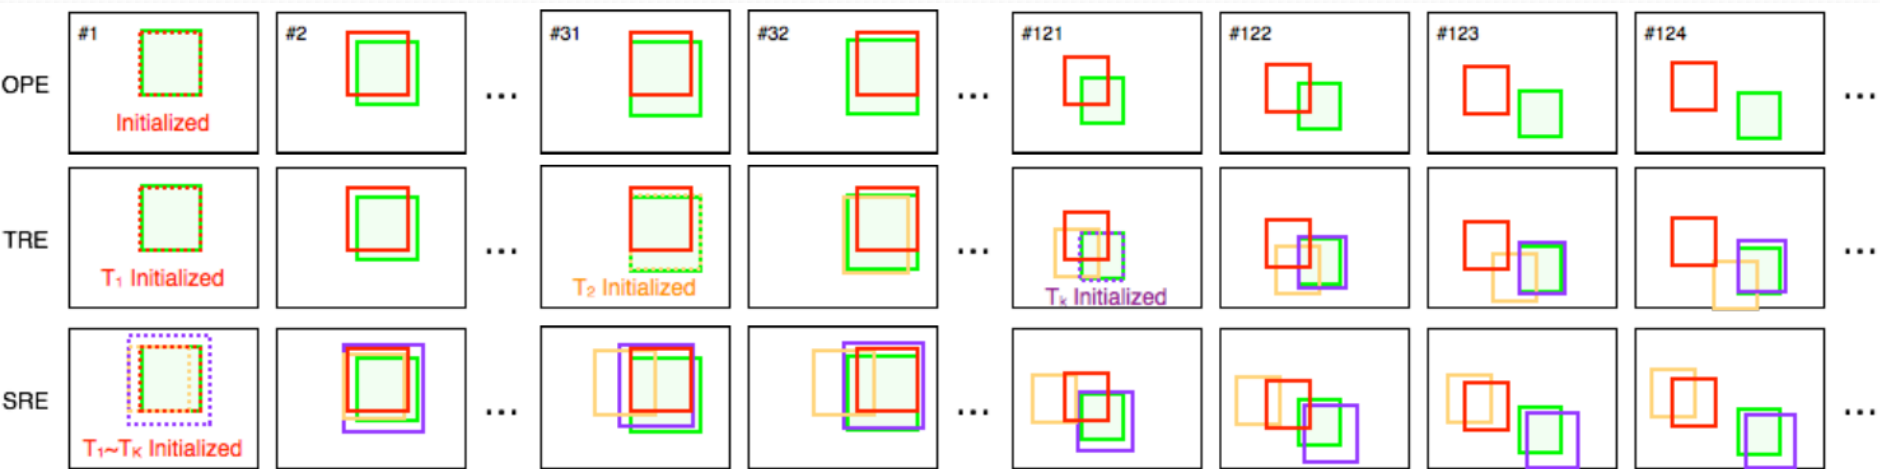 #1 #2 #31 #32 #121 #122 #123 #124
OPE ... ... ...
Initialized
TRE ... ... ...
T₁ Initialized T₂ Initialized Tₖ Initialized
SRE ... ... ...
T₁~Tₖ Initialized